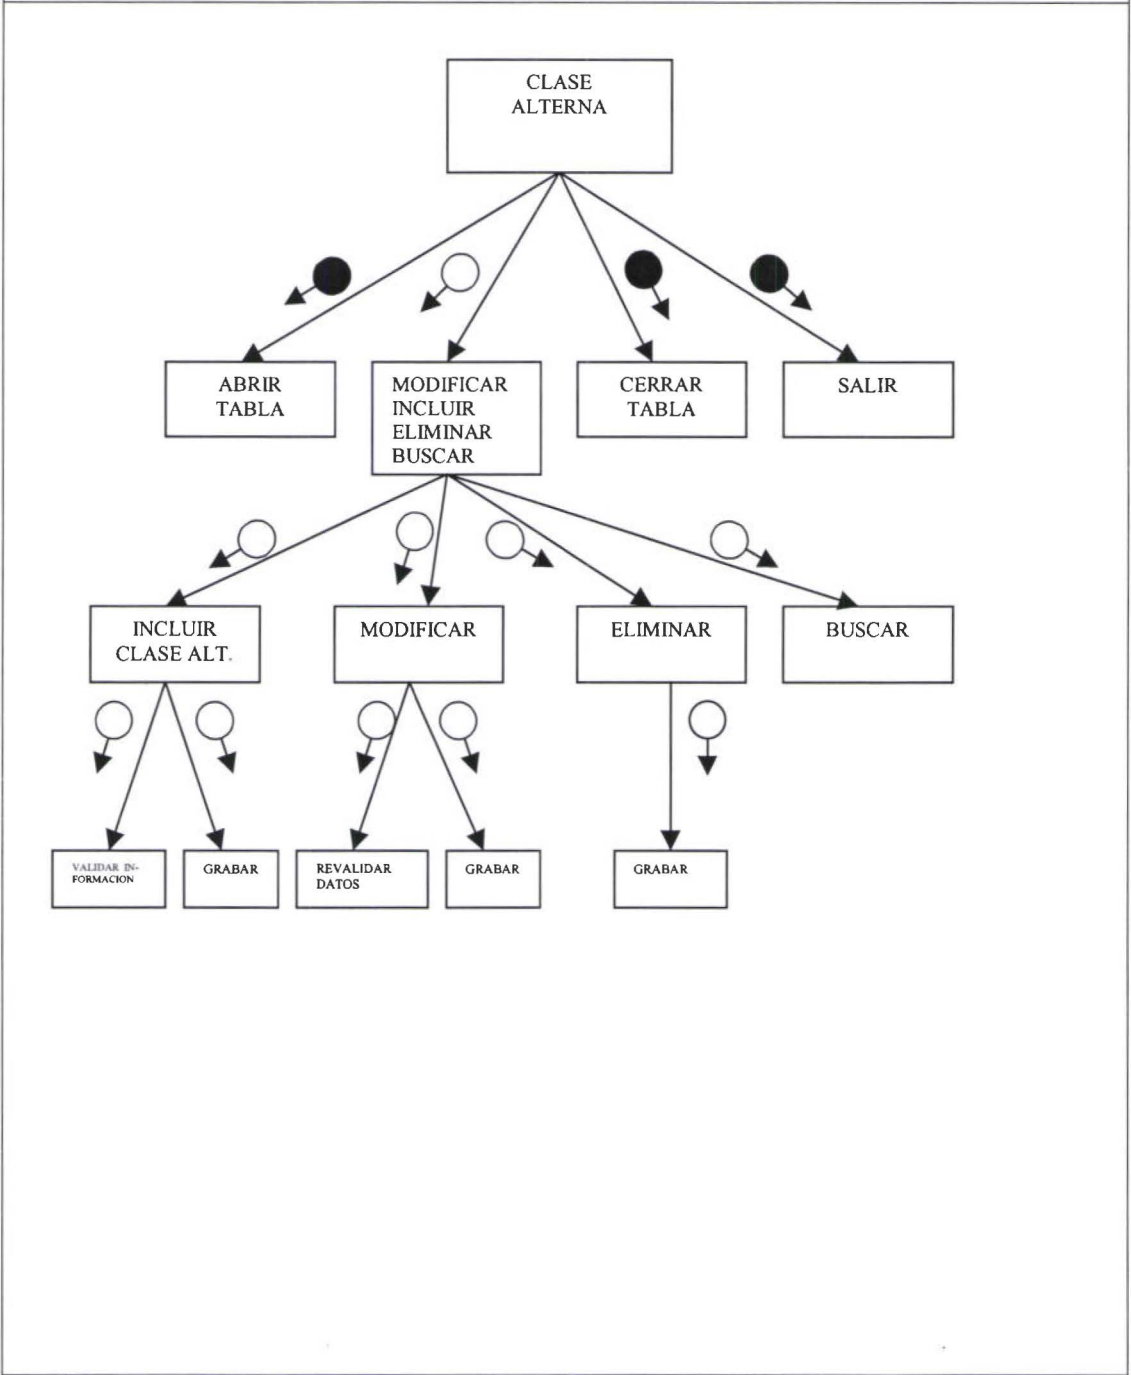 CLASE
ALTERNA
ABRIR
TABLA
MODIFICAR
INCLUIR
ELIMINAR
BUSCAR
CERRAR
TABLA
SALIR
INCLUIR
CLASE ALT.
MODIFICAR
ELIMINAR
BUSCAR
VALIDAR IN-
FORMACION
GRABAR
REVALIDAR
DATOS
GRABAR
GRABAR